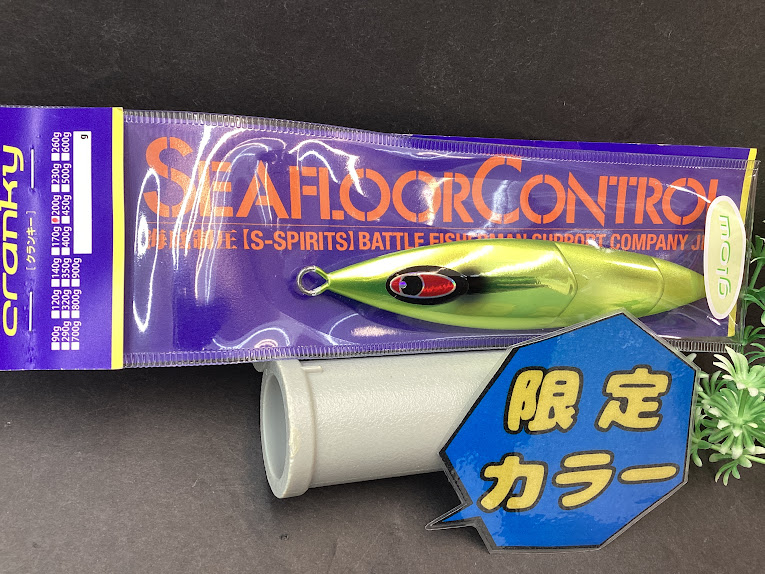 cranky
[クランキー]
□90g □120g □140g □170g ■200g □230g □260g
□290g □320g □350g □400g □450g □500g □600g
□700g □800g □900g
g
SEAFLOORCONTROL
海底制圧【S-SPIRITS】BATTLE FISHERMAN SUPPORT COMPANY
glow
限定
カラー